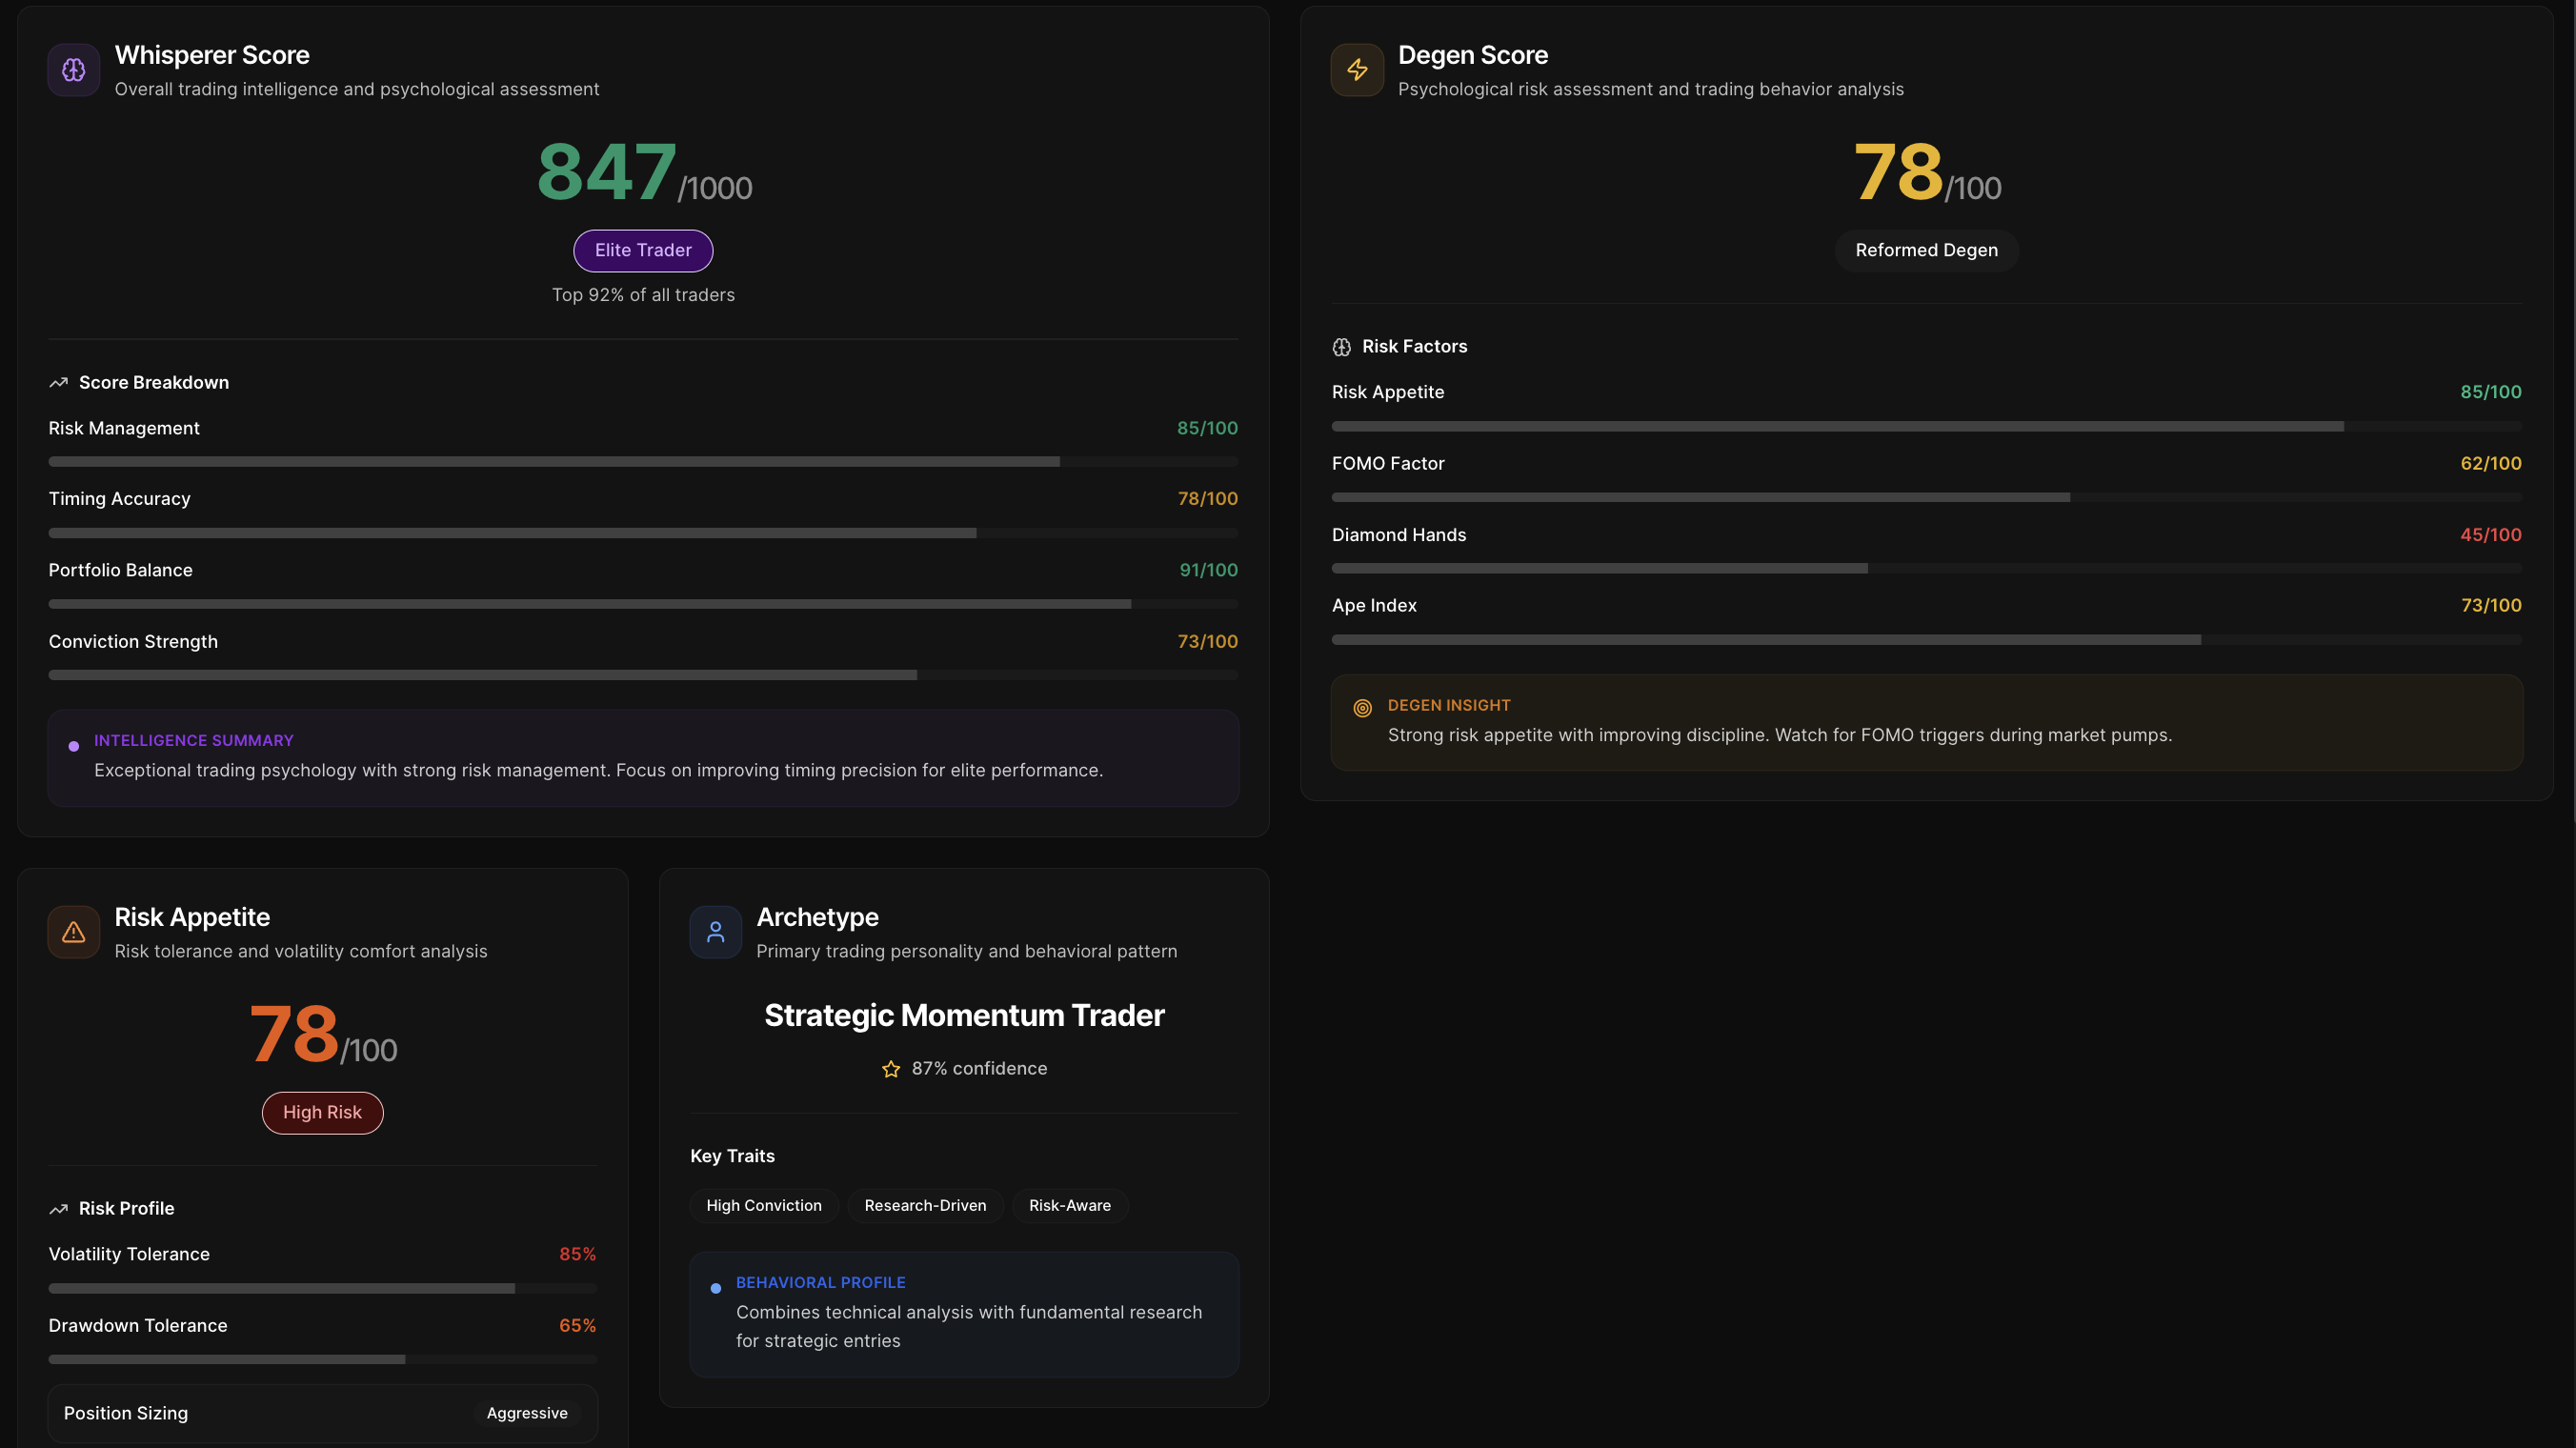 Whisperer Score
Overall trading intelligence and psychological assessment
847/1000
Elite Trader
Top 92% of all traders
Score Breakdown
Risk Management 85/100
Timing Accuracy 78/100
Portfolio Balance 91/100
Conviction Strength 73/100
INTELLIGENCE SUMMARY
Exceptional trading psychology with strong risk management. Focus on improving timing precision for elite performance.
Degen Score
Psychological risk assessment and trading behavior analysis
78/100
Reformed Degen
Risk Factors
Risk Appetite 85/100
FOMO Factor 62/100
Diamond Hands 45/100
Ape Index 73/100
DEGEN INSIGHT
Strong risk appetite with improving discipline. Watch for FOMO triggers during market pumps.
Risk Appetite
Risk tolerance and volatility comfort analysis
78/100
High Risk
Risk Profile
Volatility Tolerance 85%
Drawdown Tolerance 65%
Position Sizing Aggressive
Archetype
Primary trading personality and behavioral pattern
Strategic Momentum Trader
87% confidence
Key Traits
High Conviction Research-Driven Risk-Aware
BEHAVIORAL PROFILE
Combines technical analysis with fundamental research
for strategic entries